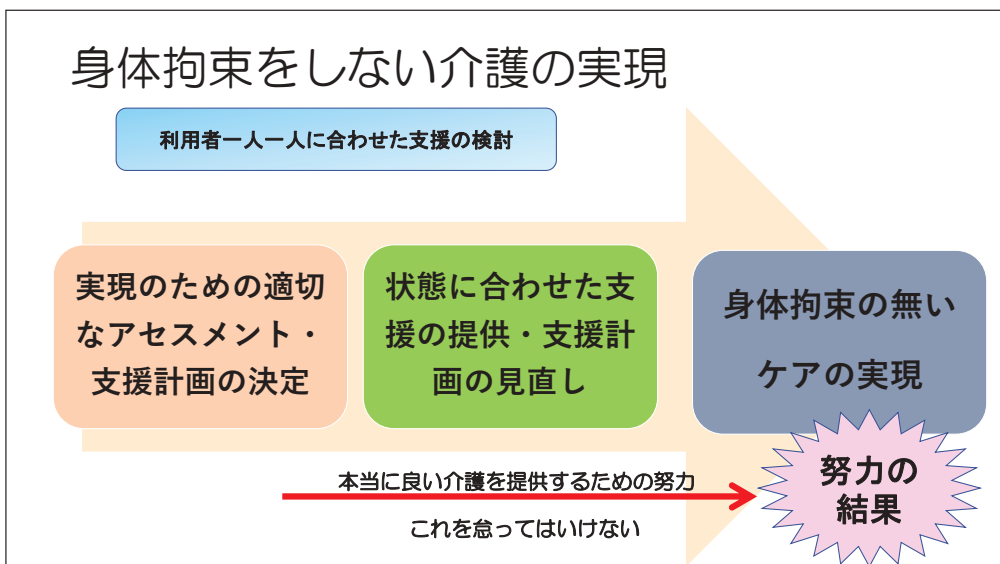 身体拘束をしない介護の実現
利用者一人一人に合わせた支援の検討
実現のための適切
なアセスメント・
支援計画の決定
状態に合わせた支
援の提供・支援計
画の見直し
身体拘束の無い
ケアの実現
本当に良い介護を提供するための努力
これを怠ってはいけない
努力の
結果